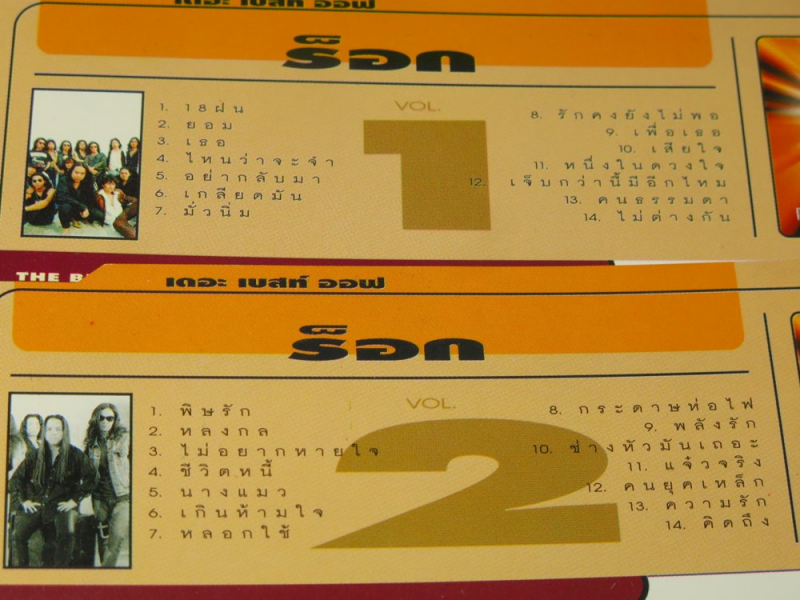 เดอะ เบสท์ ออฟ
ร็อก
VOL.
1
1. 18 ฝน
2. ยอม
3. เธอ
4. ไหนว่าจะจำ
5. อย่ากลับมา
6. เกลียดมัน
7. มั่วนิ่ม
8. รักคงยังไม่พอ
9. เพื่อเธอ
10. เสียใจ
11. หนึ่งในดวงใจ
12. เจ็บกว่านี้มีอีกไหม
13. คนธรรมดา
14. ไม่ต่างกัน
THE
เดอะ เบสท์ ออฟ
ร็อก
VOL.
2
1. พิษรัก
2. หลงกล
3. ไม่อยากหายใจ
4. ชีวิตหนี้
5. นางแมว
6. เกินห้ามใจ
7. หลอกใช้
8. กระดาษห่อไฟ
9. พลังรัก
10. ช่างหัวมันเถอะ
11. แจ๋วจริง
12. คนยุคเหล็ก
13. ความรัก
14. คิดถึง